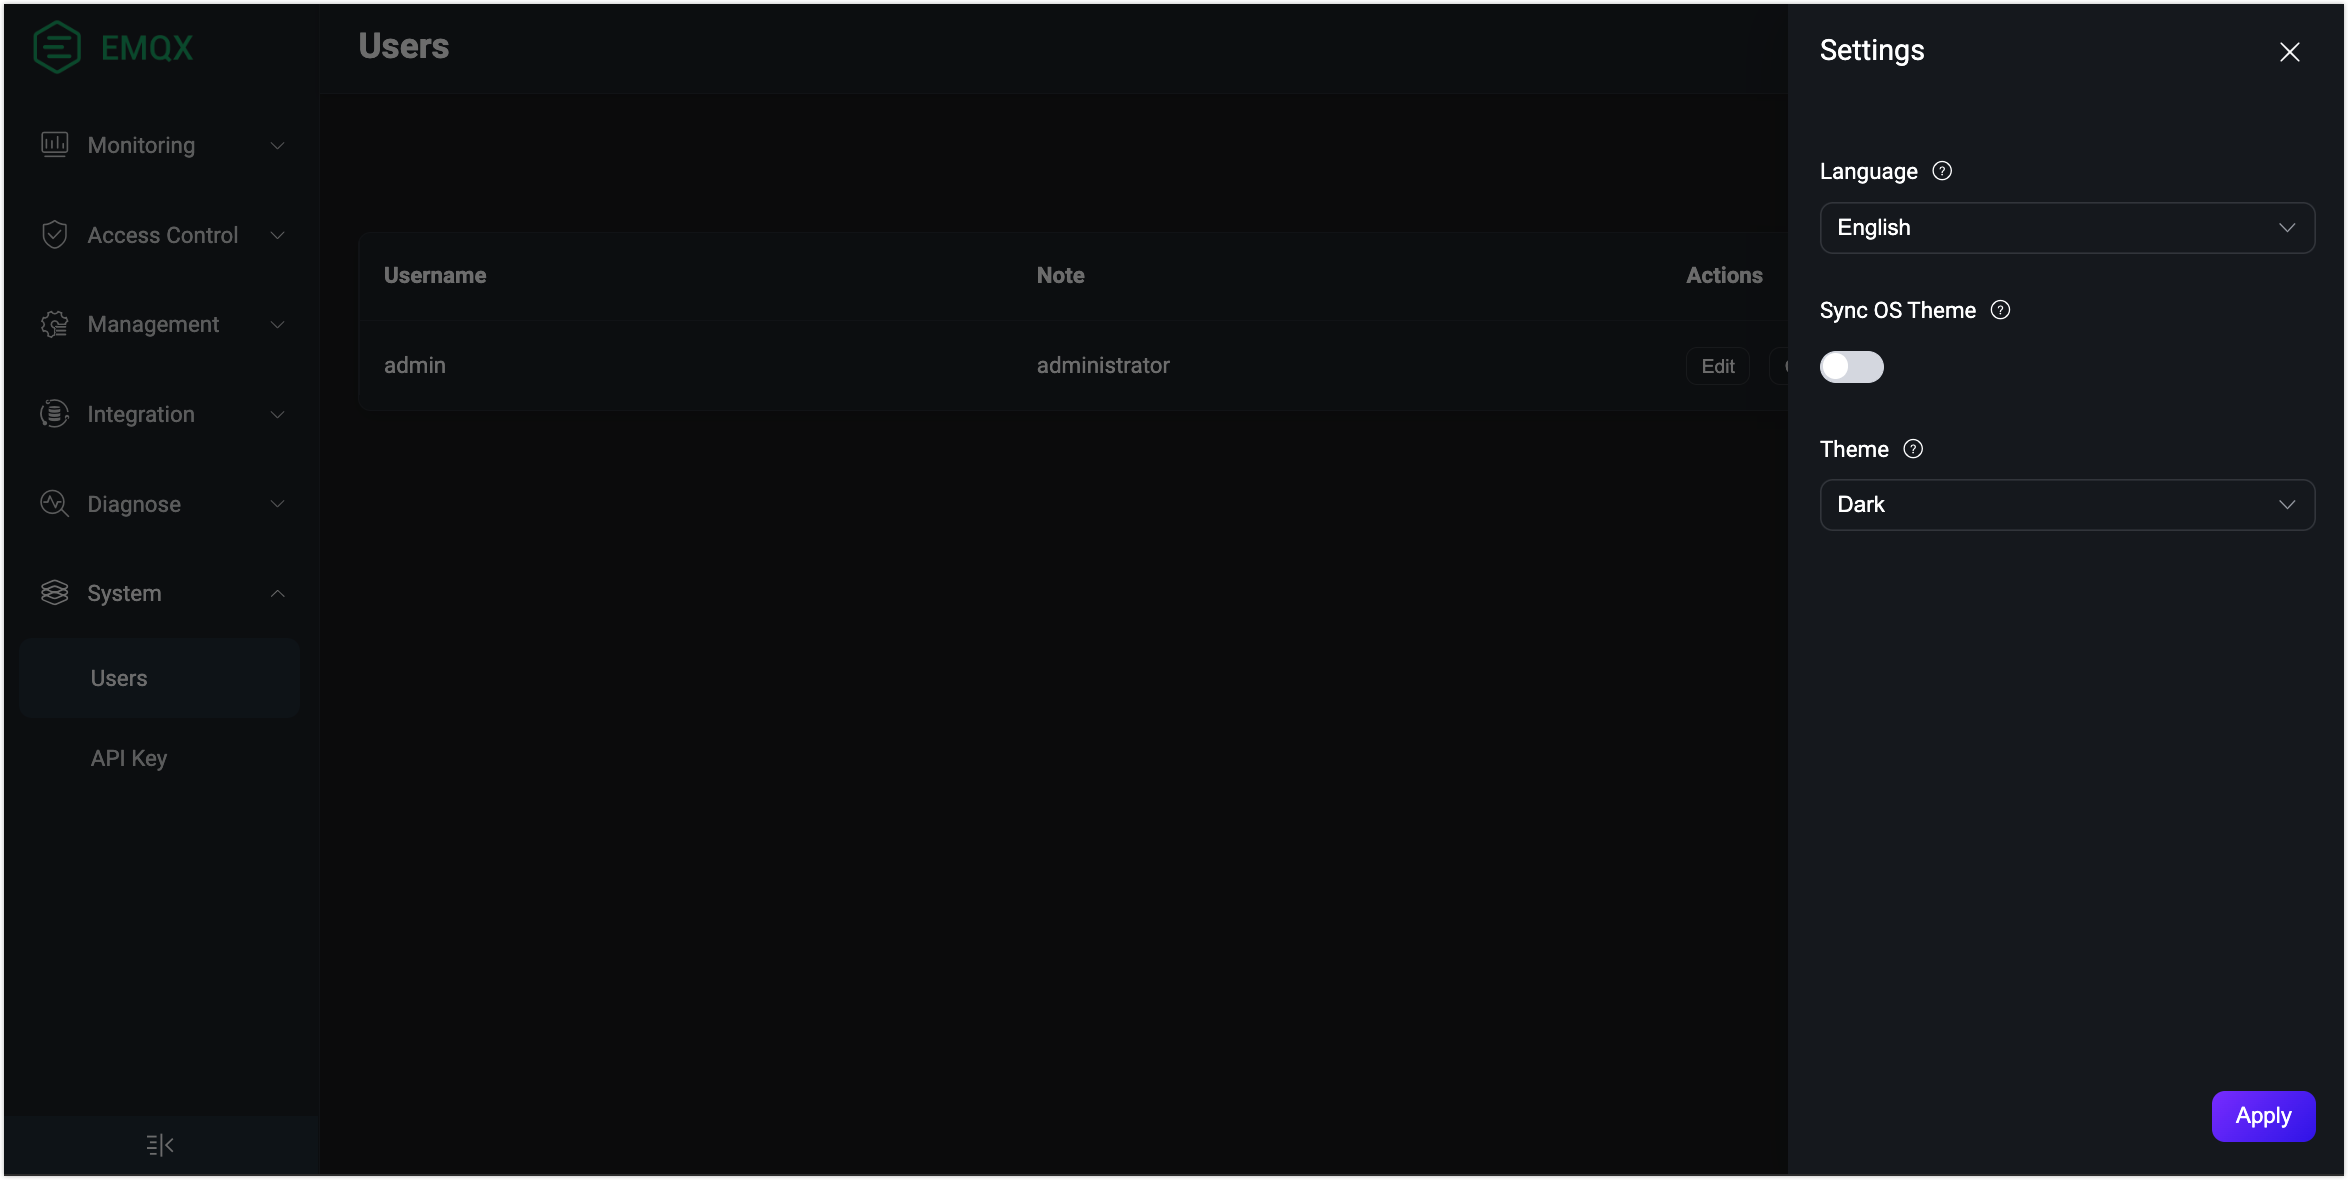 EMQX
Monitoring
Access Control
Management
Integration
Diagnose
System
Users
API Key
Users
Username Note Actions
admin administrator Edit
Settings
Language
English
Sync OS Theme
Theme
Dark
Apply